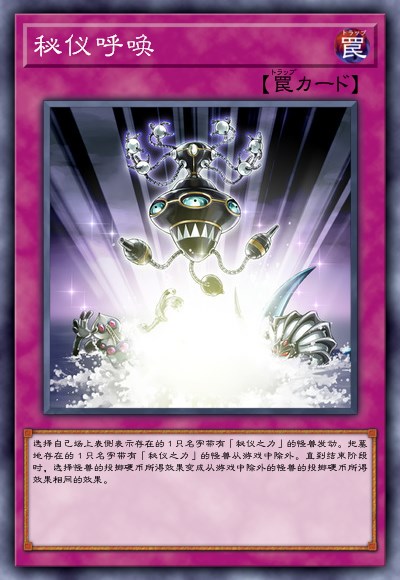 秘仪呼唤
トラップ
罠
トラップ
【罠カード】
选择自己场上表侧表示存在的１只名字带有「秘仪之力」的怪兽发动。把墓
地存在的１只名字带有「秘仪之力」的怪兽从游戏中除外。直到结束阶段
时，选择怪兽的投掷硬币所得效果变成从游戏中除外的怪兽的投掷硬币所得
效果相同的效果。